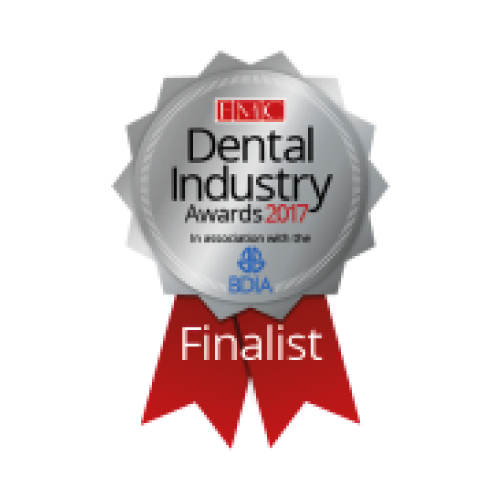 FMC
Dental
Industry
Awards 2017
In association with the
BDIA
Finalist